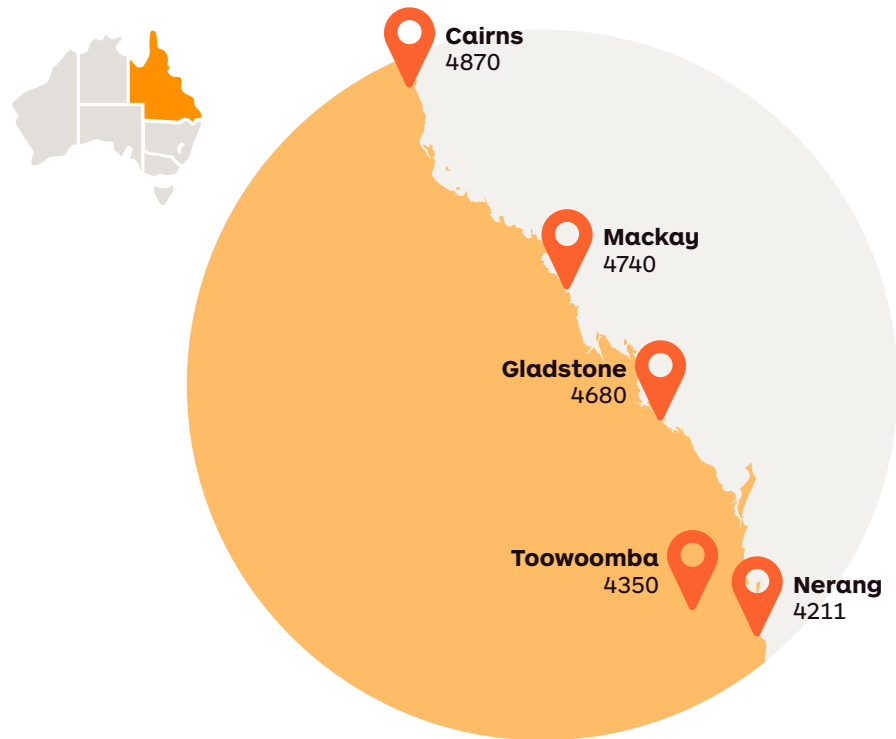 Cairns
4870
Mackay
4740
Gladstone
4680
Toowoomba
4350
Nerang
4211